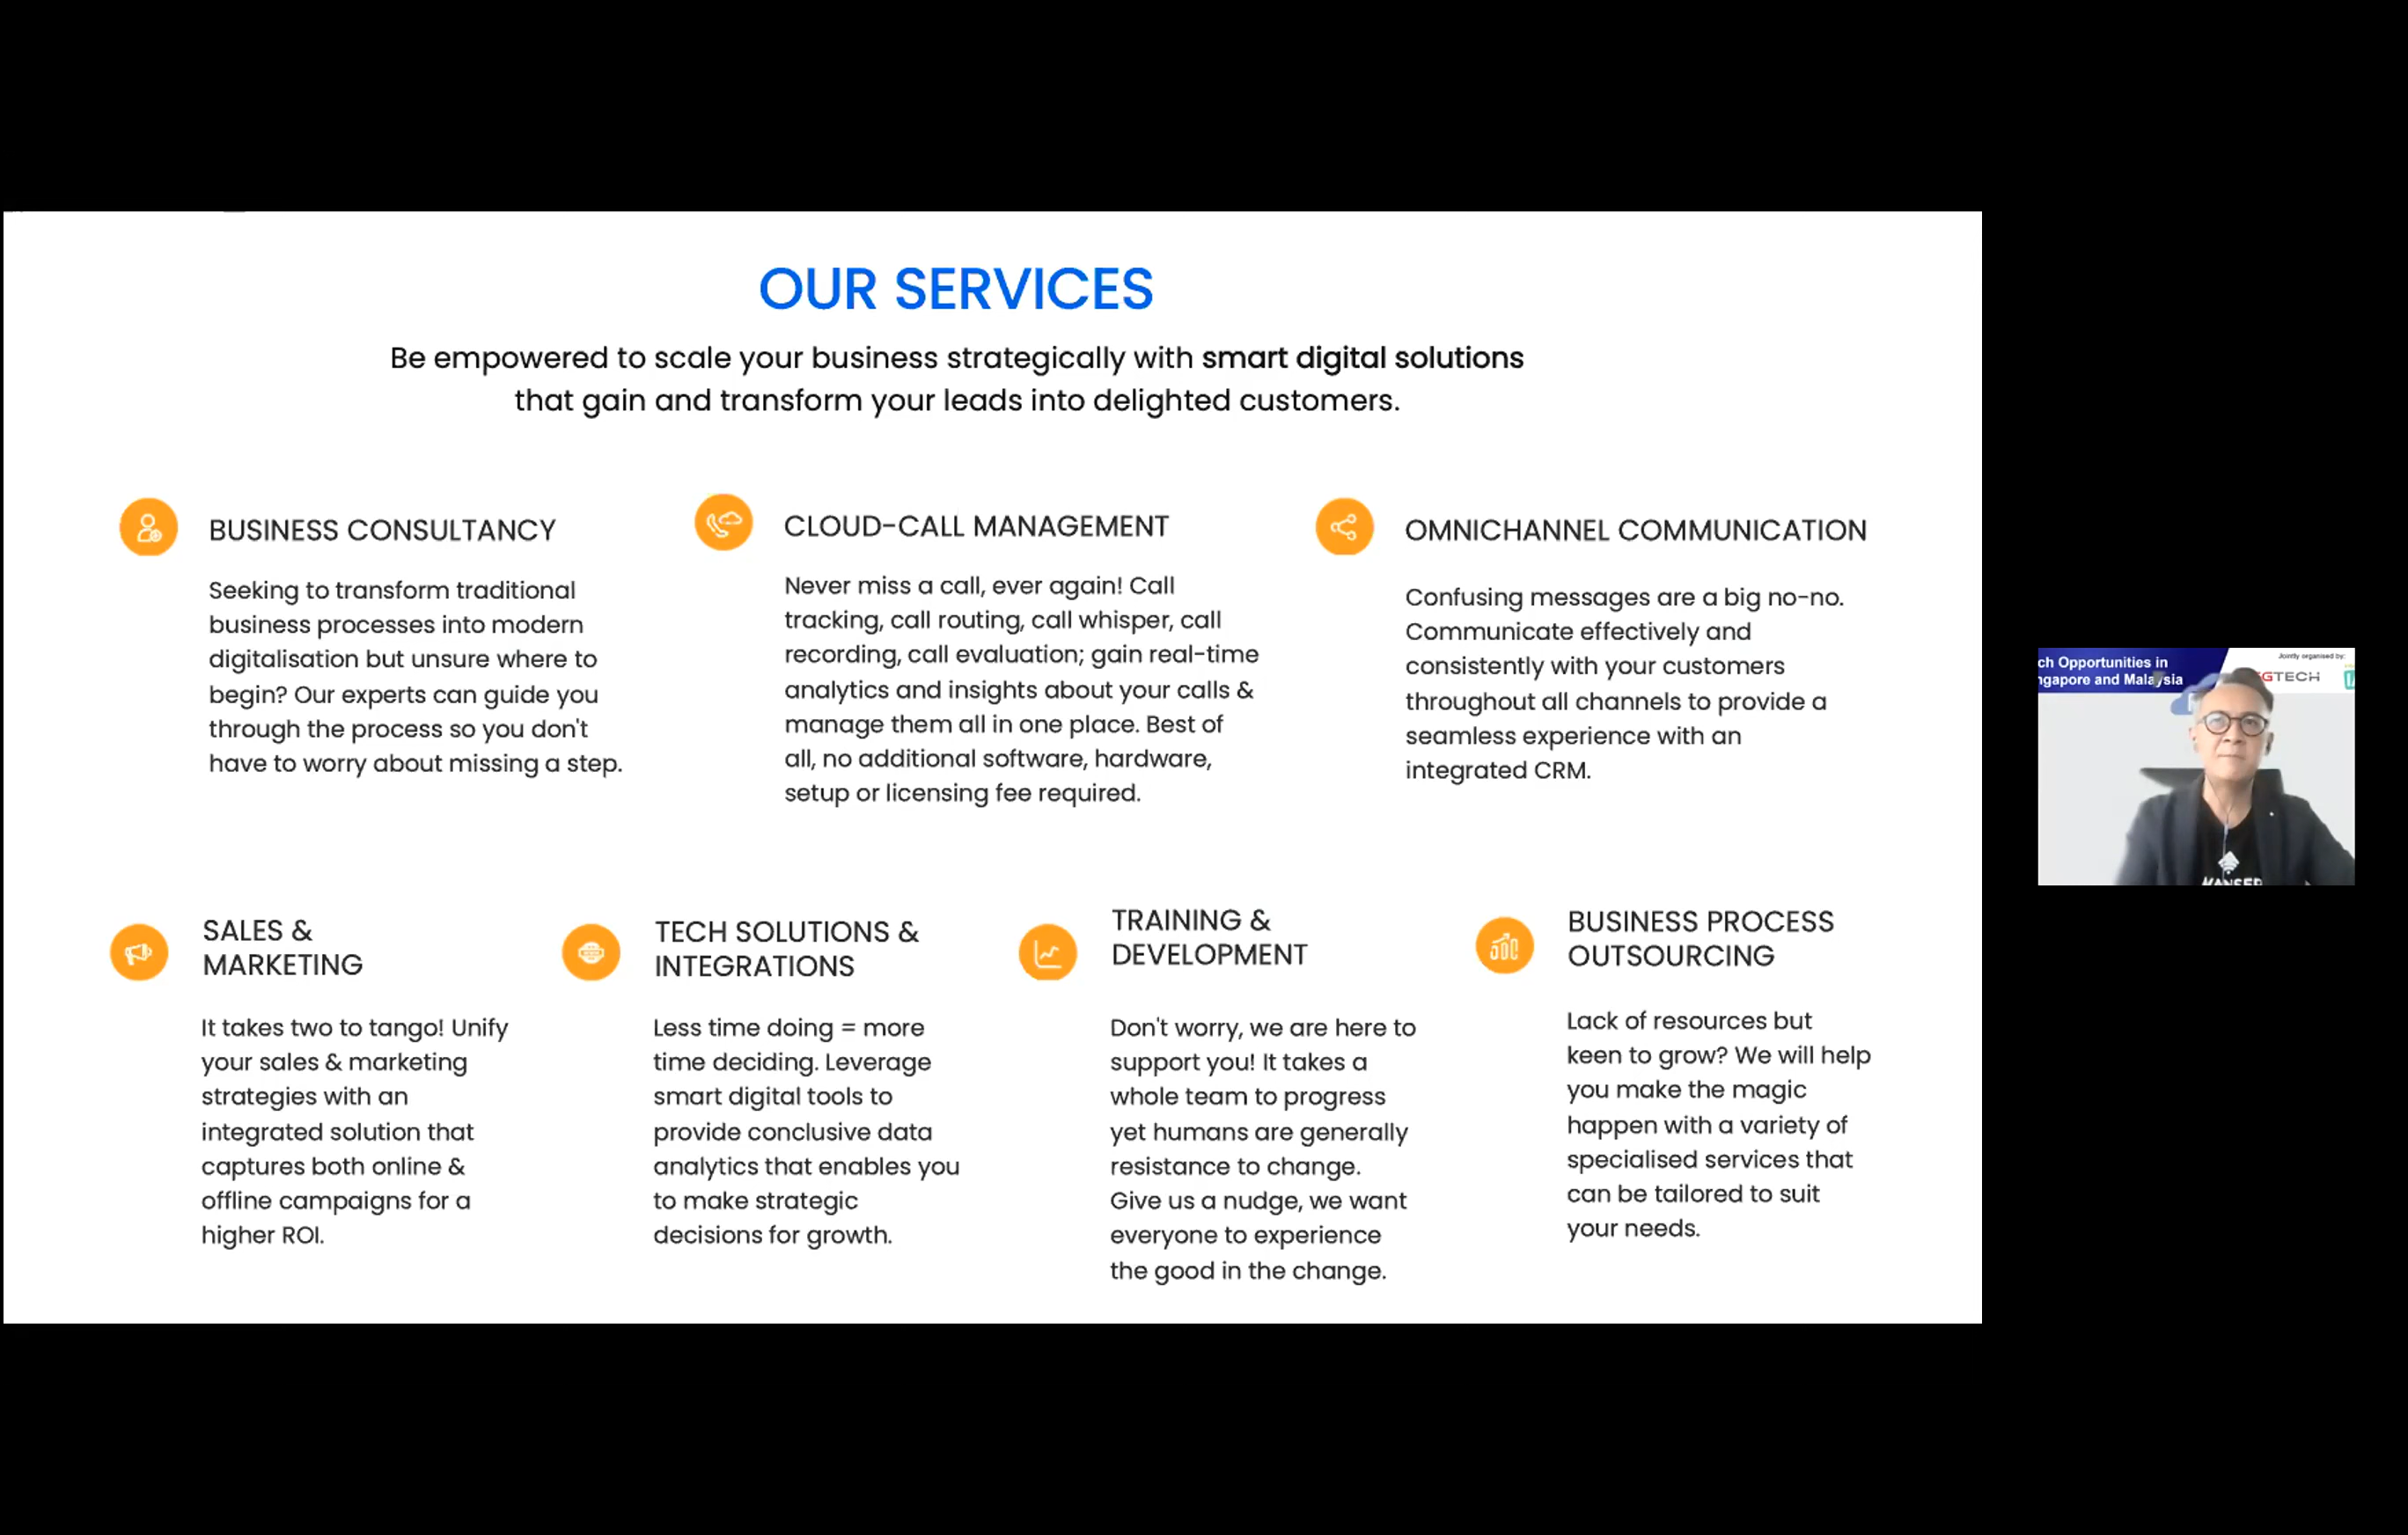 OUR SERVICES
Be empowered to scale your business strategically with smart digital solutions
that gain and transform your leads into delighted customers.
BUSINESS CONSULTANCY
Seeking to transform traditional
business processes into modern
digitalisation but unsure where to
begin? Our experts can guide you
through the process so you don't
have to worry about missing a step.
CLOUD-CALL MANAGEMENT
Never miss a call, ever again! Call
tracking, call routing, call whisper, call
recording, call evaluation; gain real-time
analytics and insights about your calls &
manage them all in one place. Best of
all, no additional software, hardware,
setup or licensing fee required.
OMNICHANNEL COMMUNICATION
Confusing messages are a big no-no.
Communicate effectively and
consistently with your customers
throughout all channels to provide a
seamless experience with an
integrated CRM.
SALES &
MARKETING
It takes two to tango! Unify
your sales & marketing
strategies with an
integrated solution that
captures both online &
offline campaigns for a
higher ROI.
TECH SOLUTIONS &
INTEGRATIONS
Less time doing = more
time deciding. Leverage
smart digital tools to
provide conclusive data
analytics that enables you
to make strategic
decisions for growth.
TRAINING &
DEVELOPMENT
Don't worry, we are here to
support you! It takes a
whole team to progress
yet humans are generally
resistance to change.
Give us a nudge, we want
everyone to experience
the good in the change.
BUSINESS PROCESS
OUTSOURCING
Lack of resources but
keen to grow? We will help
you make the magic
happen with a variety of
specialised services that
can be tailored to suit
your needs.
ch Opportunities in
ngapore and Malaysia
Jointly organised by:
GTECH